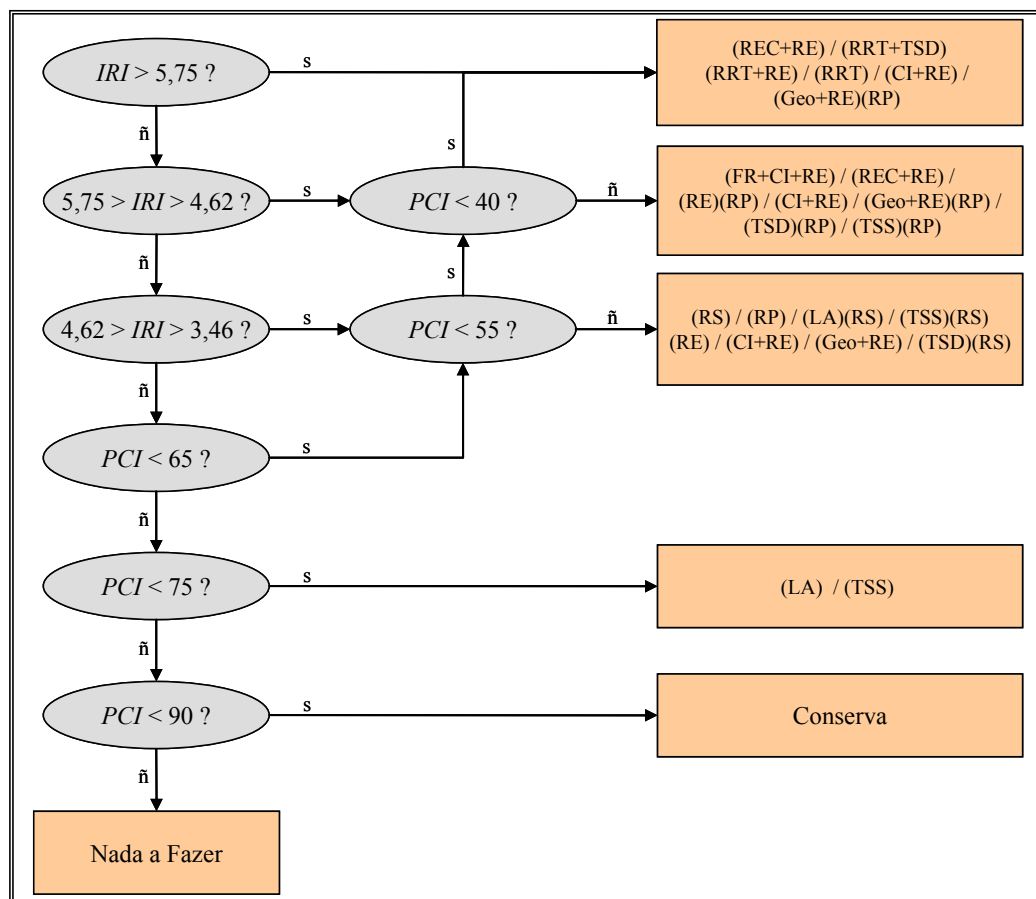 IRI > 5,75 ?
s
(REC+RE) / (RRT+TSD)
(RRT+RE) / (RRT) / (CI+RE) /
(Geo+RE)(RP)
ñ
s
5,75 > IRI > 4,62 ?
s
PCI < 40 ?
ñ
(FR+CI+RE) / (REC+RE) /
(RE)(RP) / (CI+RE) / (Geo+RE)(RP) /
(TSD)(RP) / (TSS)(RP)
ñ
s
4,62 > IRI > 3,46 ?
s
PCI < 55 ?
ñ
(RS) / (RP) / (LA)(RS) / (TSS)(RS)
(RE) / (CI+RE) / (Geo+RE) / (TSD)(RS)
ñ
PCI < 65 ?
s
ñ
PCI < 75 ?
s
(LA) / (TSS)
ñ
PCI < 90 ?
s
Conserva
ñ
Nada a Fazer